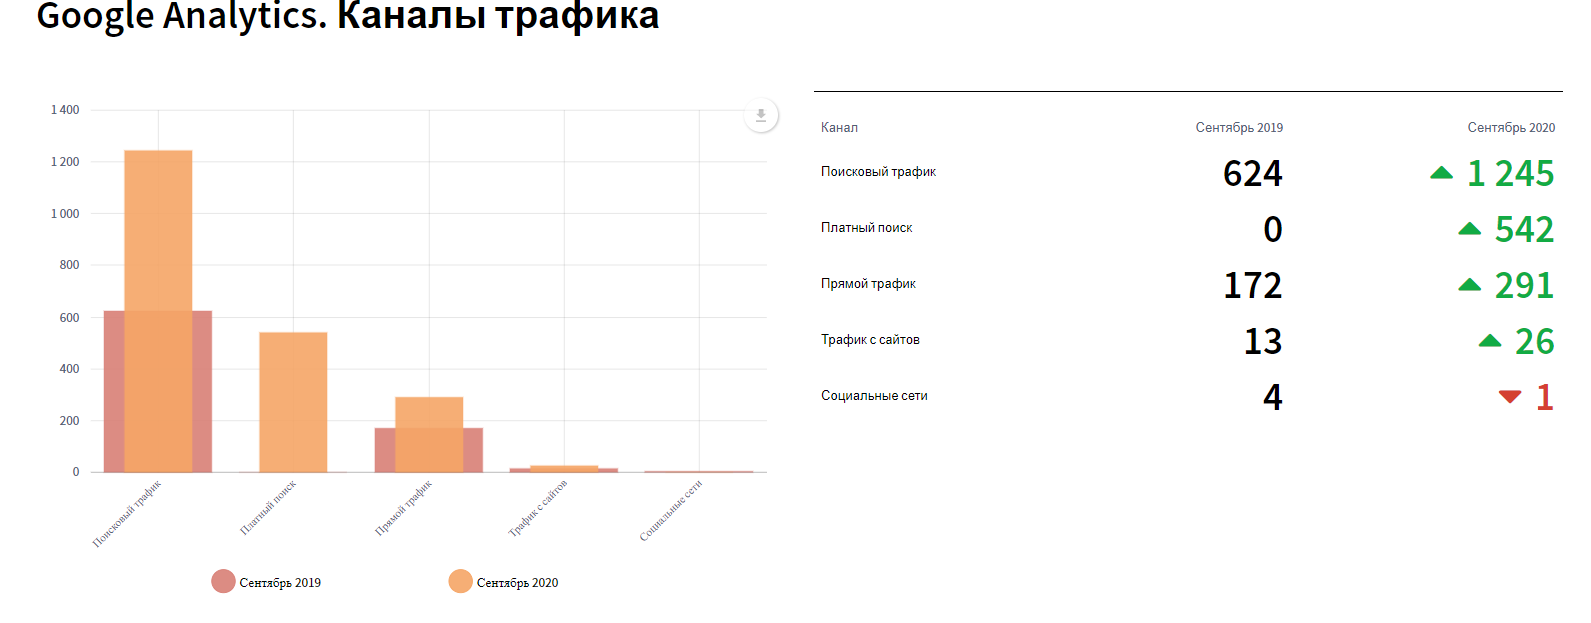 Google Analytics. Каналы трафика
1 400
1 200
1 000
800
600
400
200
0
Поисковый трафик
Платный поиск
Прямой трафик
Трафик с сайтов
Социальные сети
Сентябрь 2019
Сентябрь 2020
Канал Сентябрь 2019 Сентябрь 2020
Поисковый трафик 624 1 245
Платный поиск 0 542
Прямой трафик 172 291
Трафик с сайтов 13 26
Социальные сети 4 1